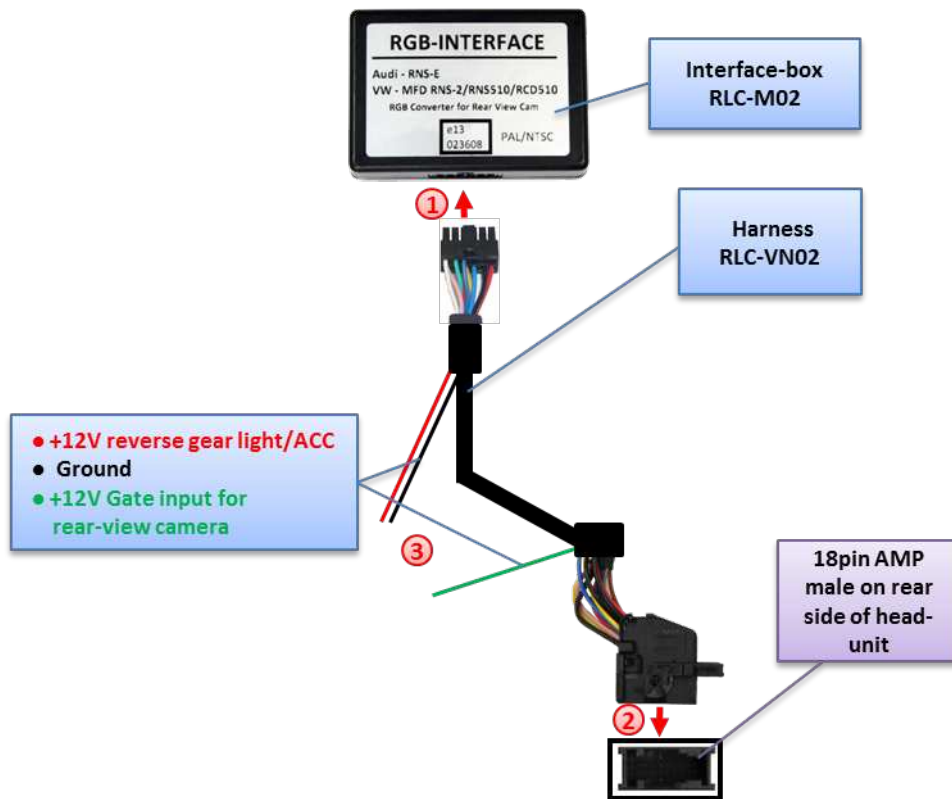 RGB-INTERFACE
Audi - RNS-E
VW - MFD RNS-2/RNS510/RCD510
RGB Converter for Rear View Cam
e13
023608
PAL/NTSC
Interface-box
RLC-M02
1
Harness
RLC-VN02
● +12V reverse gear light/ACC
● Ground
● +12V Gate input for
rear-view camera
3
18pin AMP
male on rear
side of head-
unit
2